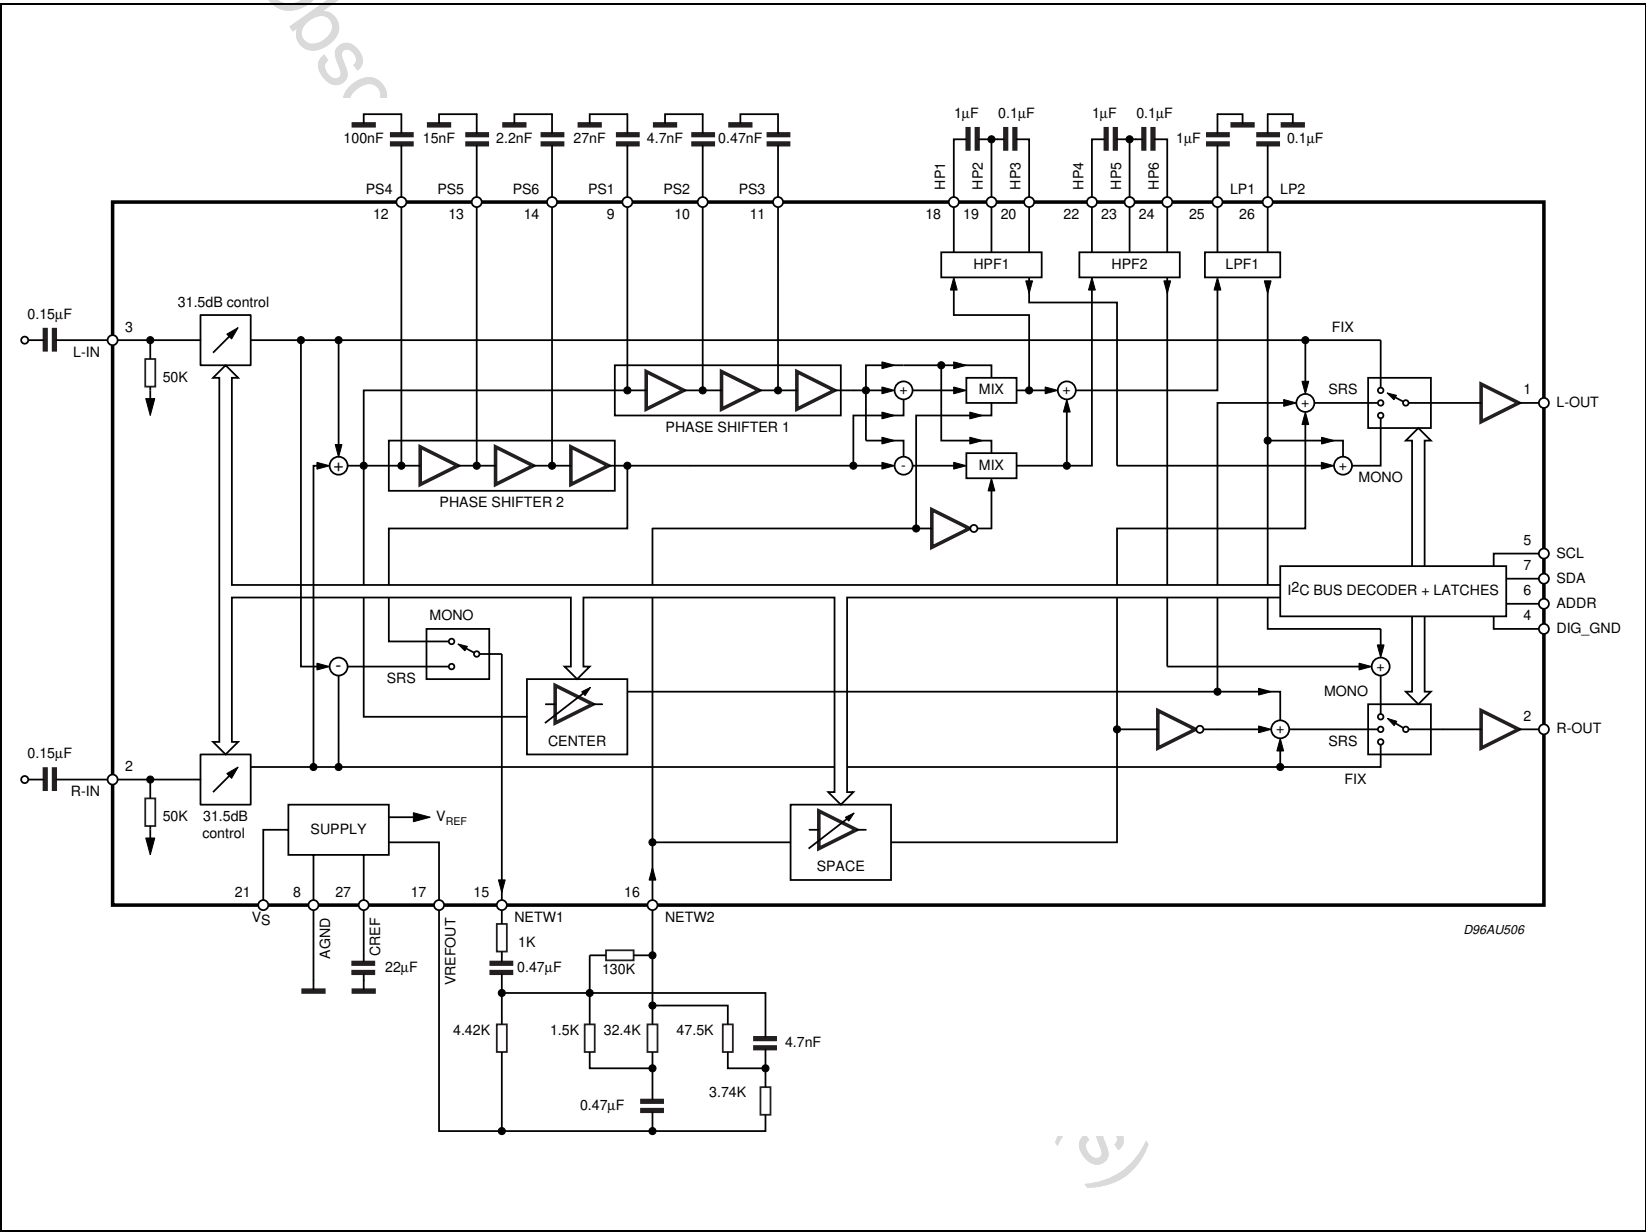 obsc
1µF 0.1µF 1µF 0.1µF
100nF 15nF 2.2nF 27nF 4.7nF 0.47nF 1µF 0.1µF
HP1 HP2 HP3 HP4 HP5 HP6
PS4 PS5 PS6 PS1 PS2 PS3 LP1 LP2
12 13 14 9 10 11 18 19 20 22 23 24 25 26
HPF1 HPF2 LPF1
31.5dB control
0.15µF
3
FIX
L-IN
50K
MIX
SRS
1
L-OUT
PHASE SHIFTER 1
+ + + +
+ - MIX +
MONO
PHASE SHIFTER 2
5
SCL
7
SDA
I2C BUS DECODER + LATCHES
6
ADDR
4
DIG_GND
MONO
- +
SRS
MONO
CENTER
+
SRS
2
R-OUT
0.15µF
2
FIX
R-IN
50K
31.5dB
control
SUPPLY
VREF
SPACE
21 8 27 17 15 16
VS
AGND
CREF
VREFOUT
NETW1 NETW2
D96AU506
1K
22µF 0.47µF 130K
4.42K 1.5K 32.4K 47.5K 4.7nF
3.74K
0.47µF
s)